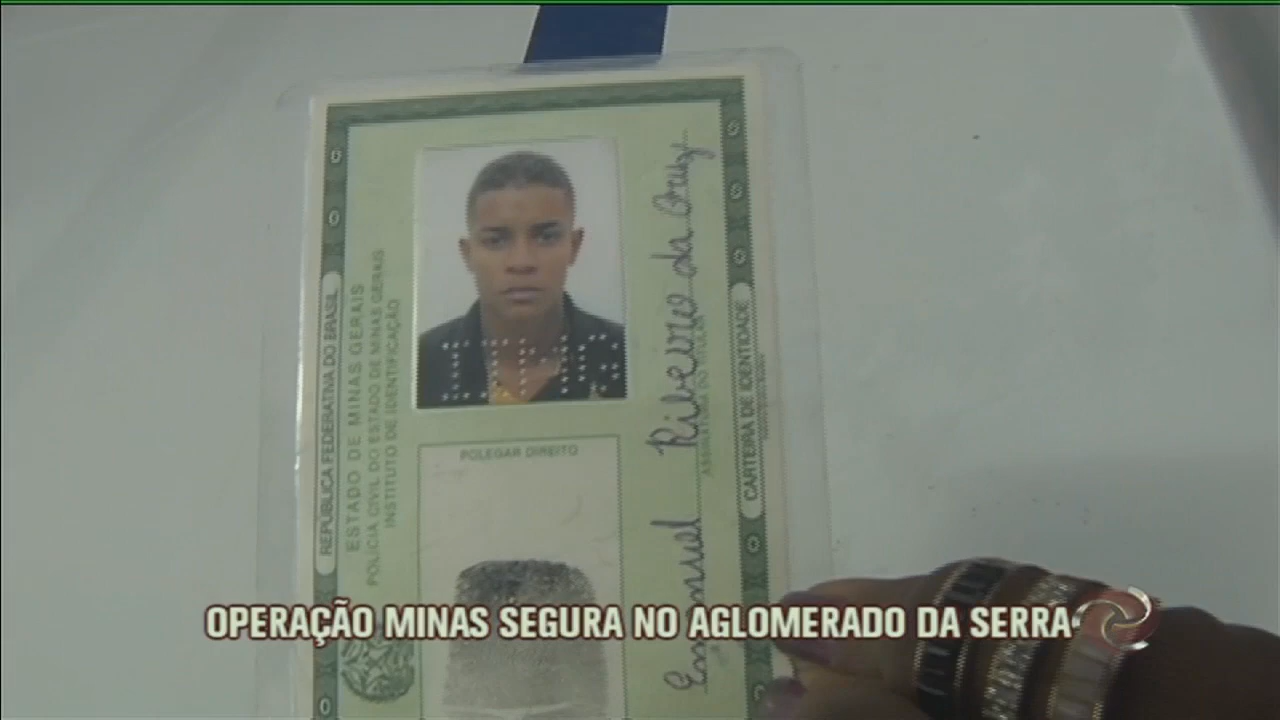 REPÚBLICA FEDERATIVA DO BRASIL
ESTADO DE MINAS GERAIS
POLÍCIA CIVIL DO ESTADO DE MINAS GERAIS
INSTITUTO DE IDENTIFICAÇÃO
POLEGAR DIREITO
Ribeiro da Cruz
ASSINATURA DO TITULAR
CARTEIRA DE IDENTIDADE
OPERAÇÃO MINAS SEGURA NO AGLOMERADO DA SERRA